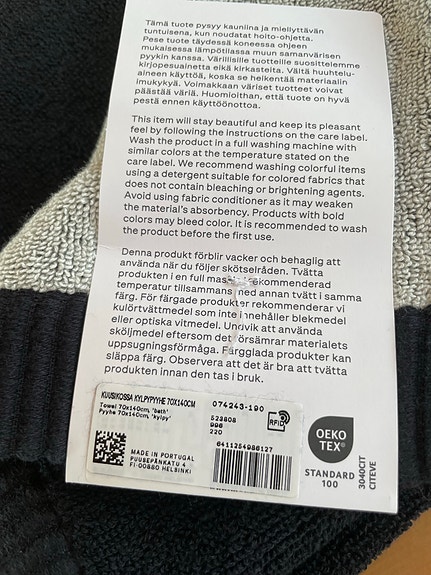 Tämä tuote pysyy kauniina ja miellyttävän
tuntuisena, kun noudatat hoito-ohjetta.
Pese tuote täydessä koneessa ohjeen
mukaisessa lämpötilassa muun samanvärisen
pyykin kanssa. Värillisille tuotteille suosittelemme
kirjopesuainetta eikä kirkasteita. Vältä huuhtelu-
aineen käyttöä, koska se heikentää materiaalin
imukykyä. Voimakkaan väriset tuotteet voivat
päästää väriä. Huomioithan, että tuote on hyvä
pestä ennen käyttöönottoa.
This item will stay beautiful and keep its pleasant
feel by following the instructions on the care label.
Wash the product in a full washing machine with
similar colors at the temperature stated on the
care label. We recommend washing colorful items
using a detergent suitable for colored fabrics that
does not contain bleaching or brightening agents.
Avoid using fabric conditioner as it may weaken
the material's absorbency. Products with bold
colors may bleed color. It is recommended to wash
the product before the first use.
Denna produkt förblir vacker och behaglig att
använda när du följer skötselråden. Tvätta
produkten i en full mas rekommenderad
temperatur tillsammans med annan tvätt i samma
färg. För färgade produkter rekommenderar vi
kulörtvättmedel som inte innehåller blekmedel
eller optiska vitmedel. Undvik att använda
sköljmedel eftersom det försämrar materialets
uppsugningsförmåga. Färgglada produkter kan
släppa färg. Observera att det är bra att tvätta
produkten innan den tas i bruk.
KUUSIKOSSA KYLPYPYYHE 70X140CM
Towel 70x140cm, 'bath'
Pyyhe 70x140cm, 'kylpy'
074243-190
523808
996
220
RFID
6411254986127
MADE IN PORTUGAL
PUUSEPÄNKATU 4
FI-00880 HELSINKI
OEKO
TEX®
STANDARD
100
3040CIT
CITEVE